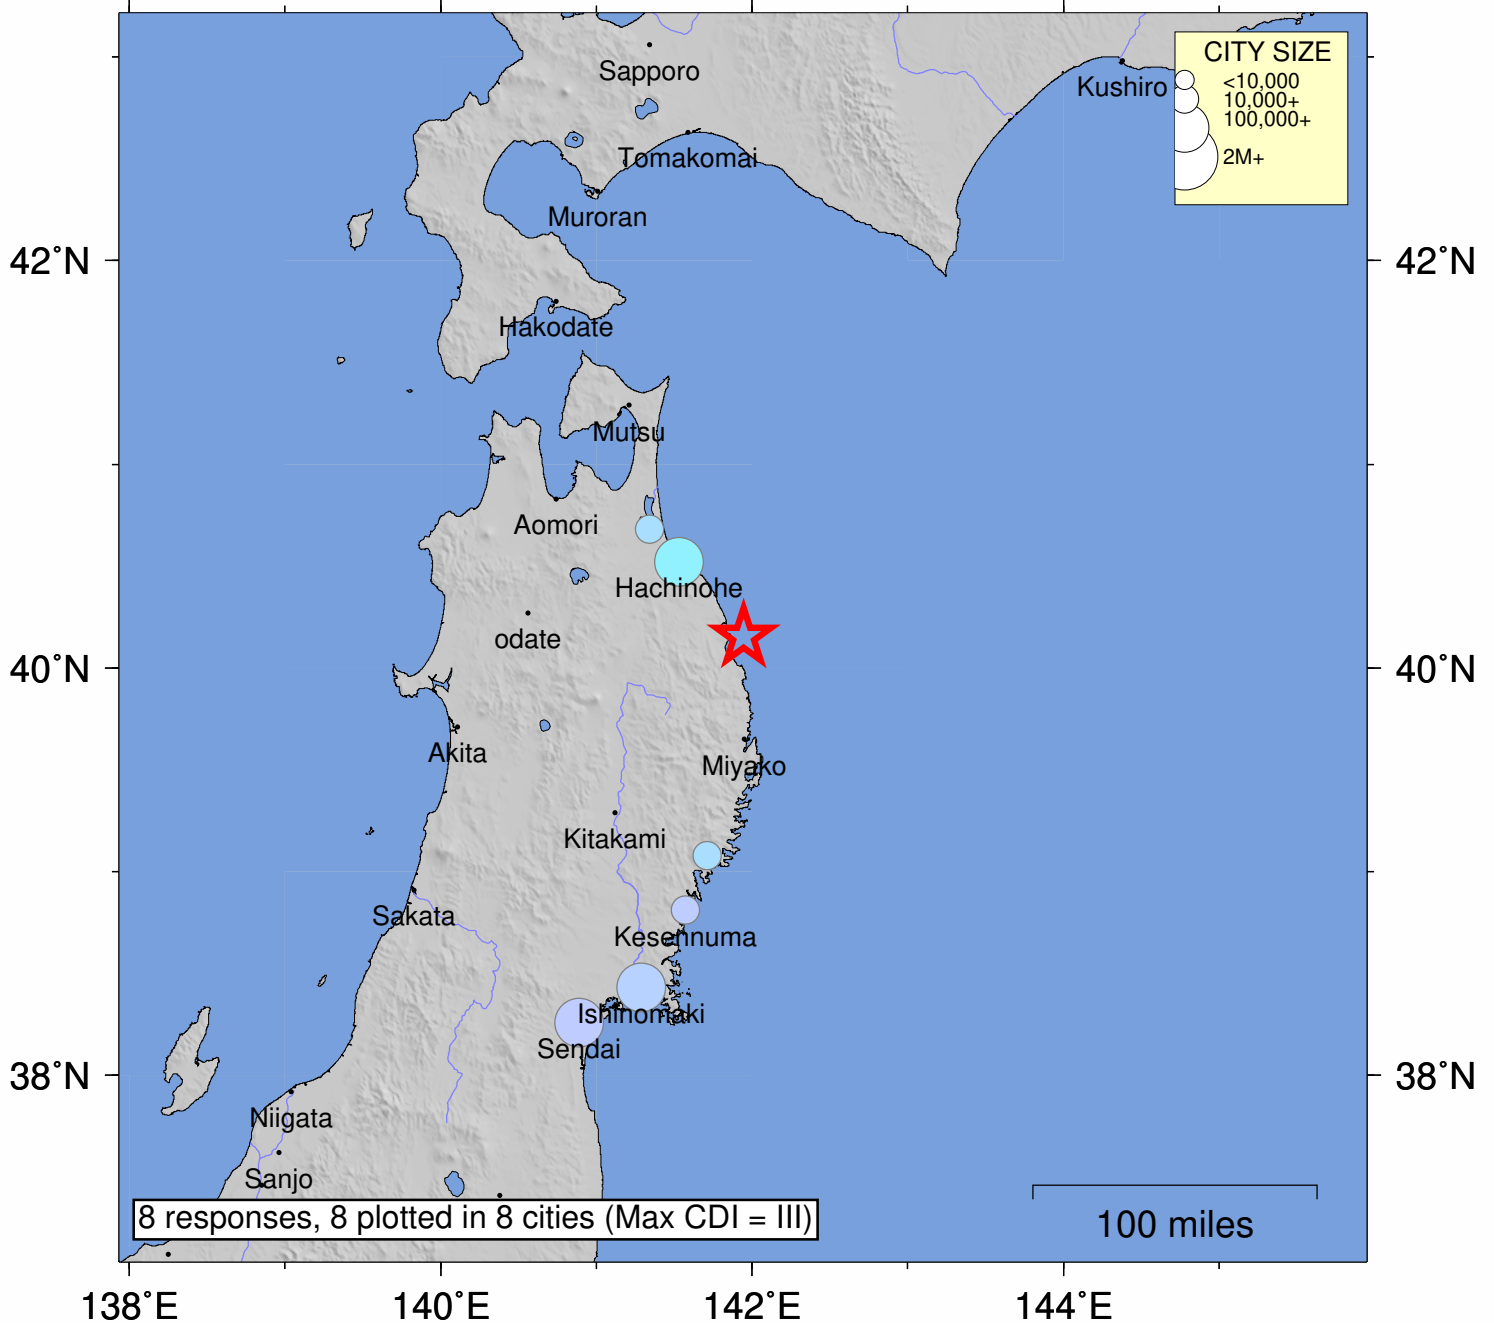 CITY SIZE
<10,000
10,000+
100,000+
2M+
Sapporo
Kushiro
Tomakomai
Muroran
42°N
42°N
Hakodate
Mutsu
Aomori
Hachinohe
odate
40°N
40°N
Akita
Miyako
Kitakami
Sakata
Kesennuma
Ishinomaki
Sendai
38°N
38°N
Niigata
Sanjo
8 responses, 8 plotted in 8 cities (Max CDI = III)
100 miles
138°E
140°E
142°E
144°E